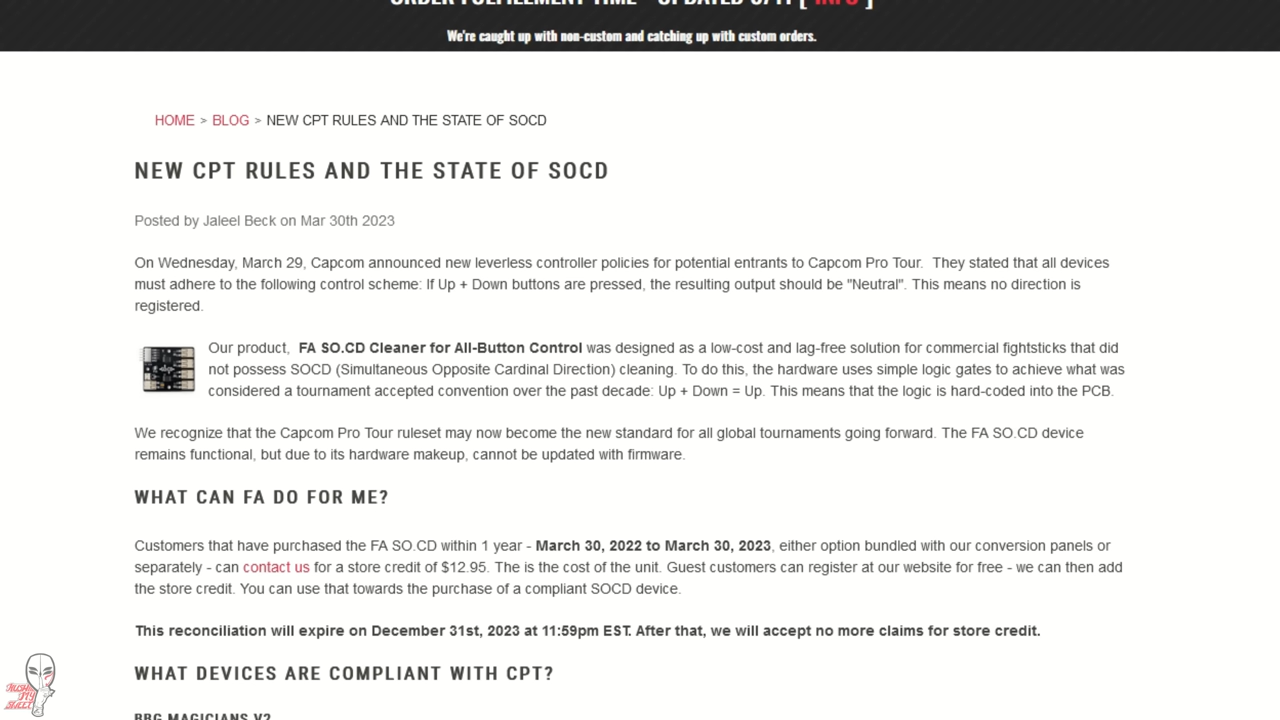 ORDER FULFILLMENT TIME - UPDATED 5/11 [ INFO ]
We're caught up with non-custom and catching up with custom orders.
HOME > BLOG > NEW CPT RULES AND THE STATE OF SOCD
NEW CPT RULES AND THE STATE OF SOCD
Posted by Jaleel Beck on Mar 30th 2023
On Wednesday, March 29, Capcom announced new leverless controller policies for potential entrants to Capcom Pro Tour. They stated that all devices
must adhere to the following control scheme: If Up + Down buttons are pressed, the resulting output should be "Neutral". This means no direction is
registered.
Our product, FA SO.CD Cleaner for All-Button Control was designed as a low-cost and lag-free solution for commercial fightsticks that did
not possess SOCD (Simultaneous Opposite Cardinal Direction) cleaning. To do this, the hardware uses simple logic gates to achieve what was
considered a tournament accepted convention over the past decade: Up + Down = Up. This means that the logic is hard-coded into the PCB.
We recognize that the Capcom Pro Tour ruleset may now become the new standard for all global tournaments going forward. The FA SO.CD device
remains functional, but due to its hardware makeup, cannot be updated with firmware.
WHAT CAN FA DO FOR ME?
Customers that have purchased the FA SO.CD within 1 year - March 30, 2022 to March 30, 2023, either option bundled with our conversion panels or
separately - can contact us for a store credit of $12.95. The is the cost of the unit. Guest customers can register at our website for free - we can then add
the store credit. You can use that towards the purchase of a compliant SOCD device.
This reconciliation will expire on December 31st, 2023 at 11:59pm EST. After that, we will accept no more claims for store credit.
WHAT DEVICES ARE COMPLIANT WITH CPT?
BBG MAGICIANS V2